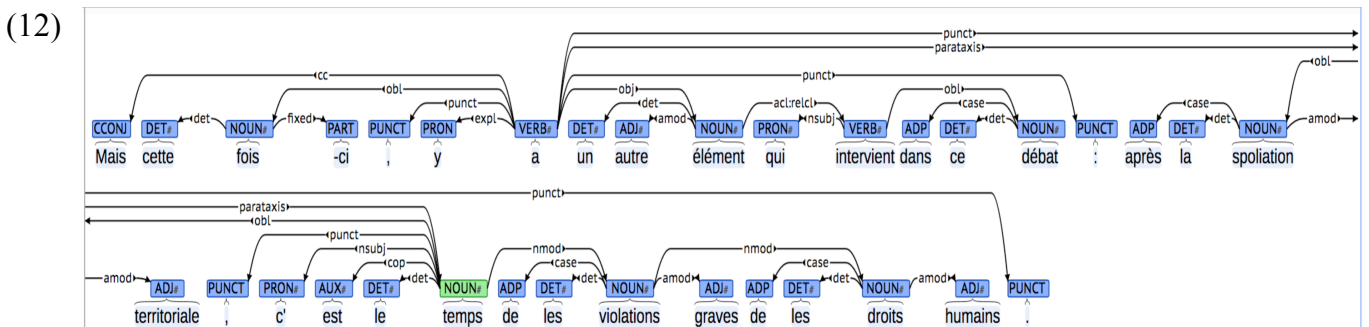 (12)
punct
parataxis
cc punct obl
obl obj obl
det fixed punct expl det amod acl:relcl nsubj case det case det amod
CCONJ DET# NOUN# PART PUNCT PRON VERB# DET# ADJ# NOUN# PRON# VERB# ADP DET# NOUN# PUNCT ADP DET# NOUN#
Mais cette fois -ci , y a un autre élément qui intervient dans ce débat : après la spoliation
punct
parataxis
obl
punct
nsubj nmod nmod
amod cop det case det amod case det amod
ADJ# PUNCT PRON# AUX# DET# NOUN# ADP DET# NOUN# ADJ# ADP DET# NOUN# ADJ# PUNCT
territoriale , c' est le temps de les violations graves de les droits humains .